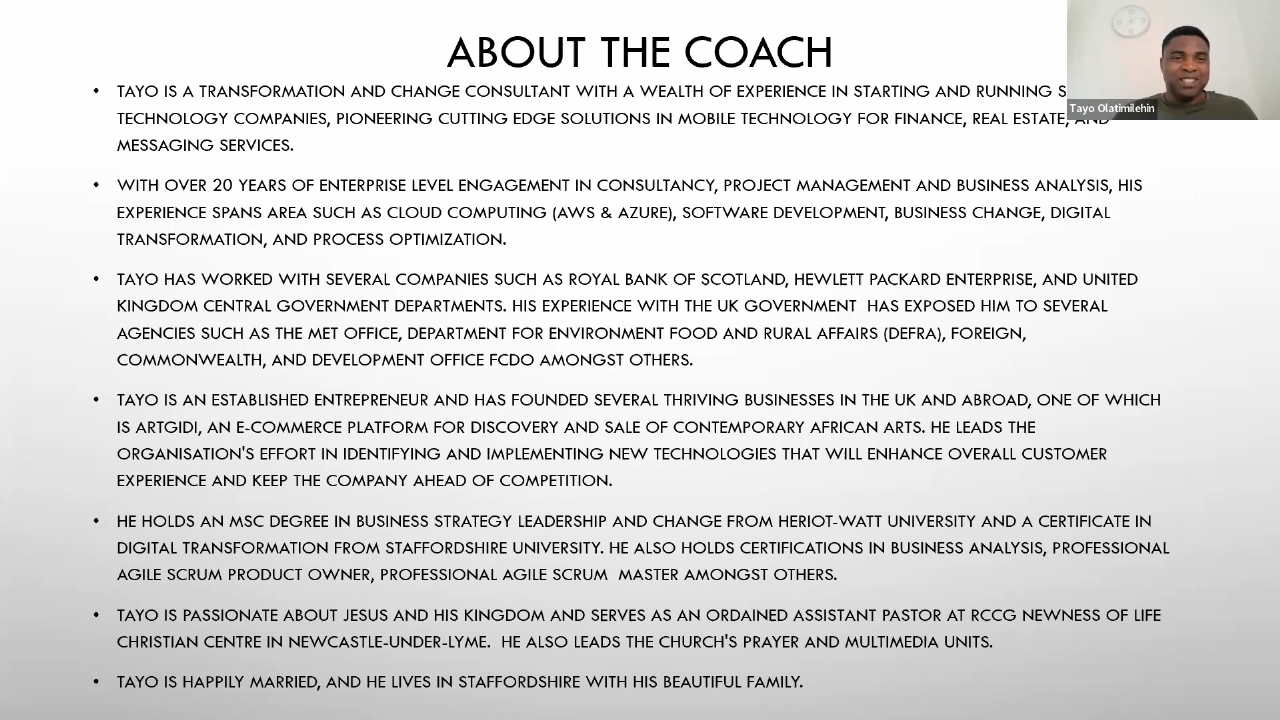 ABOUT THE COACH
• TAYO IS A TRANSFORMATION AND CHANGE CONSULTANT WITH A WEALTH OF EXPERIENCE IN STARTING AND RUNNING
TECHNOLOGY COMPANIES, PIONEERING CUTTING EDGE SOLUTIONS IN MOBILE TECHNOLOGY FOR FINANCE, REAL ESTATE, AND
MESSAGING SERVICES.
• WITH OVER 20 YEARS OF ENTERPRISE LEVEL ENGAGEMENT IN CONSULTANCY, PROJECT MANAGEMENT AND BUSINESS ANALYSIS, HIS
EXPERIENCE SPANS AREA SUCH AS CLOUD COMPUTING (AWS & AZURE), SOFTWARE DEVELOPMENT, BUSINESS CHANGE, DIGITAL
TRANSFORMATION, AND PROCESS OPTIMIZATION.
• TAYO HAS WORKED WITH SEVERAL COMPANIES SUCH AS ROYAL BANK OF SCOTLAND, HEWLETT PACKARD ENTERPRISE, AND UNITED
KINGDOM CENTRAL GOVERNMENT DEPARTMENTS. HIS EXPERIENCE WITH THE UK GOVERNMENT HAS EXPOSED HIM TO SEVERAL
AGENCIES SUCH AS THE MET OFFICE, DEPARTMENT FOR ENVIRONMENT FOOD AND RURAL AFFAIRS (DEFRA), FOREIGN,
COMMONWEALTH, AND DEVELOPMENT OFFICE FCDO AMONGST OTHERS.
• TAYO IS AN ESTABLISHED ENTREPRENEUR AND HAS FOUNDED SEVERAL THRIVING BUSINESSES IN THE UK AND ABROAD, ONE OF WHICH
IS ARTGIDI, AN E-COMMERCE PLATFORM FOR DISCOVERY AND SALE OF CONTEMPORARY AFRICAN ARTS. HE LEADS THE
ORGANISATION'S EFFORT IN IDENTIFYING AND IMPLEMENTING NEW TECHNOLOGIES THAT WILL ENHANCE OVERALL CUSTOMER
EXPERIENCE AND KEEP THE COMPANY AHEAD OF COMPETITION.
• HE HOLDS AN MSC DEGREE IN BUSINESS STRATEGY LEADERSHIP AND CHANGE FROM HERIOT-WATT UNIVERSITY AND A CERTIFICATE IN
DIGITAL TRANSFORMATION FROM STAFFORDSHIRE UNIVERSITY. HE ALSO HOLDS CERTIFICATIONS IN BUSINESS ANALYSIS, PROFESSIONAL
AGILE SCRUM PRODUCT OWNER, PROFESSIONAL AGILE SCRUM MASTER AMONGST OTHERS.
• TAYO IS PASSIONATE ABOUT JESUS AND HIS KINGDOM AND SERVES AS AN ORDAINED ASSISTANT PASTOR AT RCCG NEWNESS OF LIFE
CHRISTIAN CENTRE IN NEWCASTLE-UNDER-LYME. HE ALSO LEADS THE CHURCH'S PRAYER AND MULTIMEDIA UNITS.
• TAYO IS HAPPILY MARRIED, AND HE LIVES IN STAFFORDSHIRE WITH HIS BEAUTIFUL FAMILY.
Tayo Olatimilehin